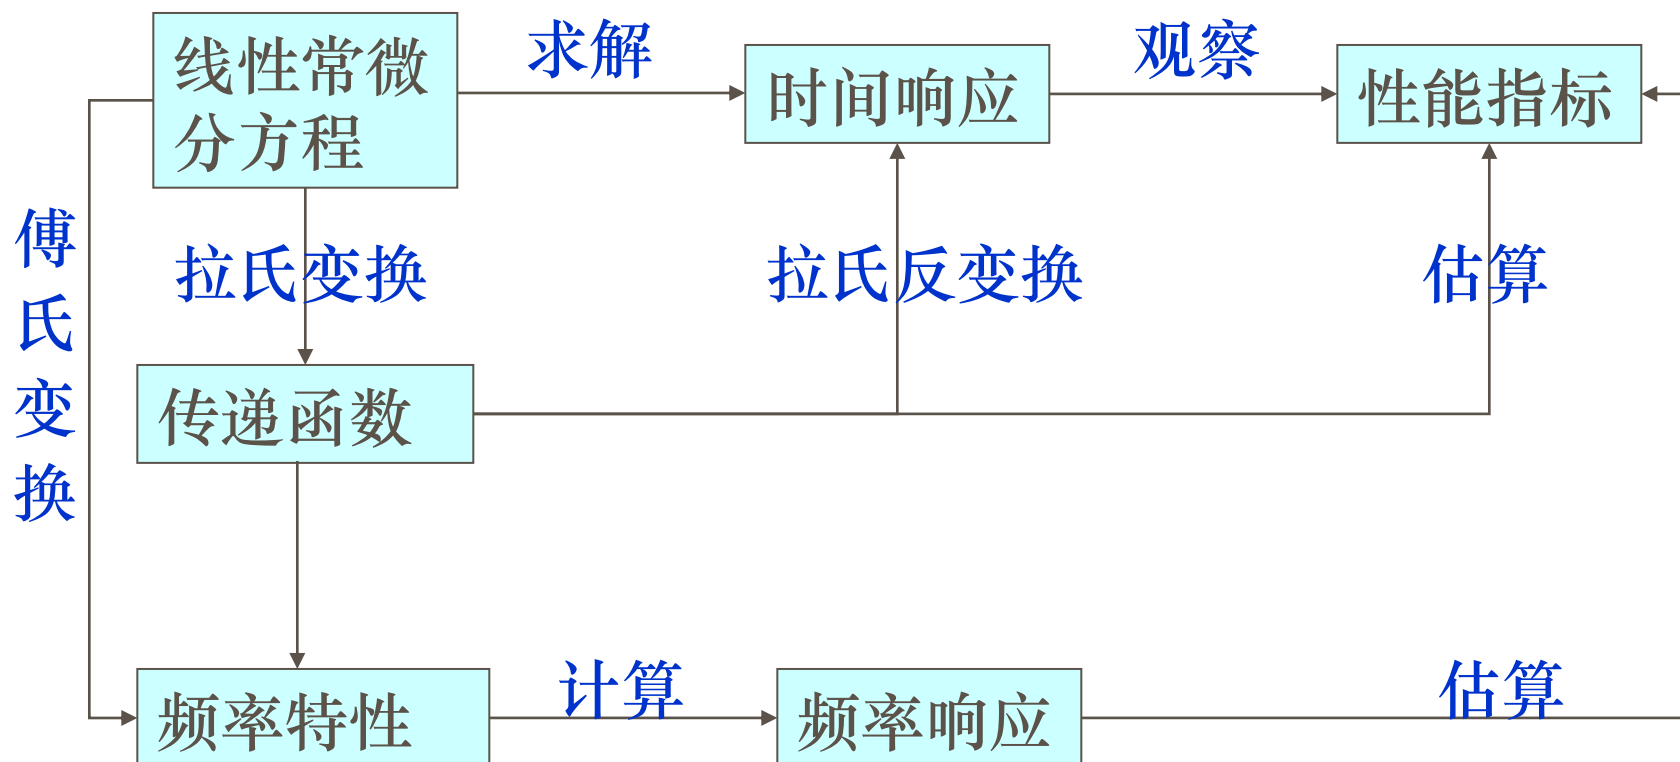 线性常微
分方程
求解
时间响应
观察
性能指标
傅
氏
变
换
拉氏变换
拉氏反变换
估算
传递函数
频率特性
计算
频率响应
估算